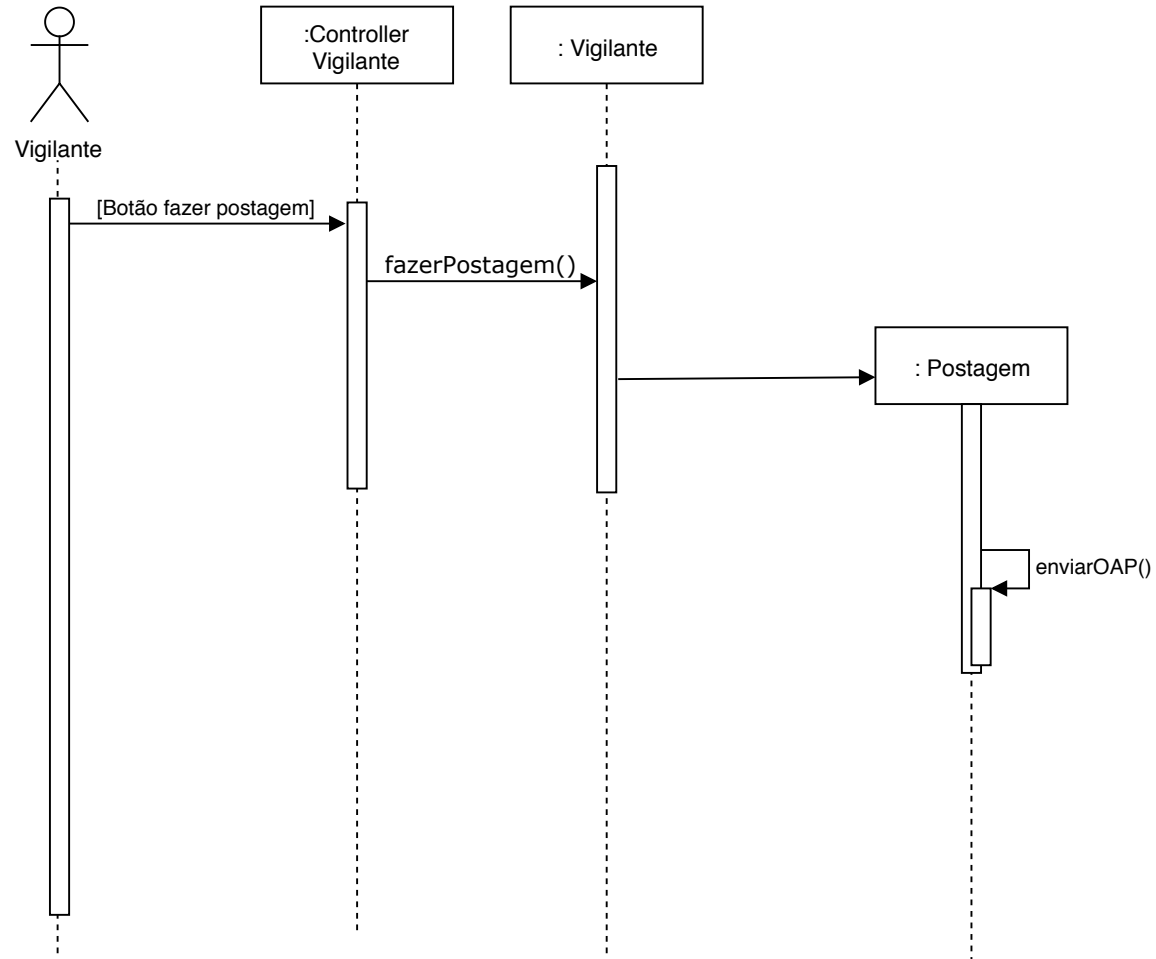 :Controller
Vigilante
: Vigilante
Vigilante
[Botão fazer postagem]
fazerPostagem()
: Postagem
enviarOAP()